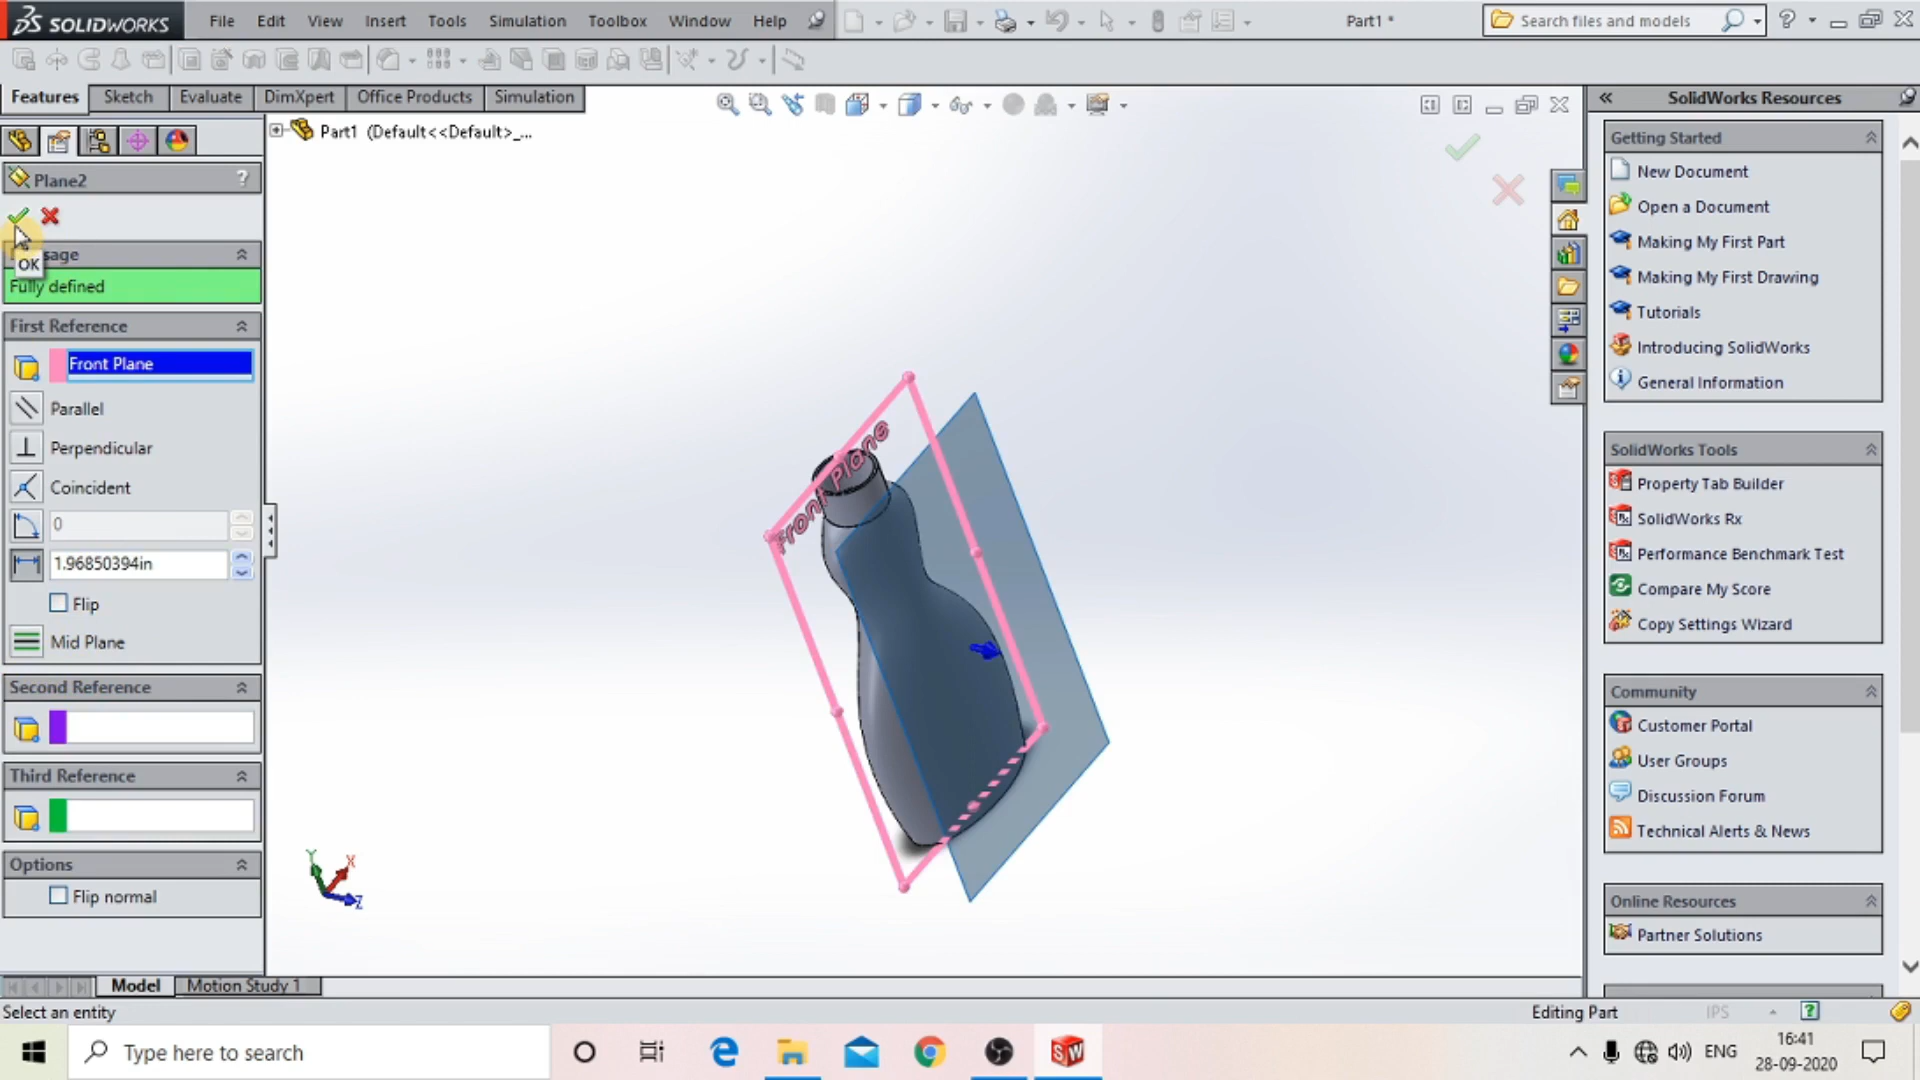 SOLIDWORKS
File Edit View Insert Tools Simulation Toolbox Window Help
Part1 *
Search files and models
Features Sketch Evaluate DimXpert Office Products Simulation
Part1 (Default<<Default>_...
Plane2
?
OK
Fully defined
First Reference
Front Plane
Parallel
Perpendicular
Coincident
0
1.96850394in
Flip
Mid Plane
Second Reference
Third Reference
Options
Flip normal
Front Plane
Y
X
Z
SolidWorks Resources
Getting Started
New Document
Open a Document
Making My First Part
Making My First Drawing
Tutorials
Introducing SolidWorks
General Information
SolidWorks Tools
Property Tab Builder
SolidWorks Rx
Performance Benchmark Test
Compare My Score
Copy Settings Wizard
Community
Customer Portal
User Groups
Discussion Forum
Technical Alerts & News
Online Resources
Partner Solutions
Model Motion Study 1
Select an entity
Editing Part
IPS
Type here to search
ENG
16:41
28-09-2020